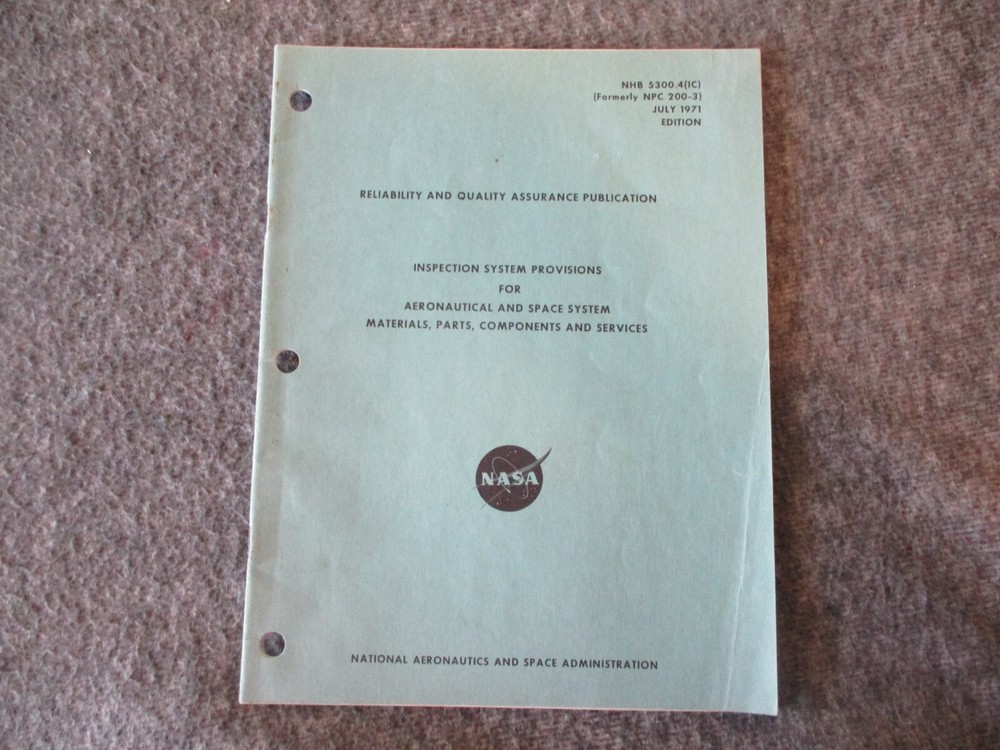 NHB 5300.4(1C)
(Formerly NPC 200-3)
JULY 1971
EDITION
RELIABILITY AND QUALITY ASSURANCE PUBLICATION
INSPECTION SYSTEM PROVISIONS
FOR
AERONAUTICAL AND SPACE SYSTEM
MATERIALS, PARTS, COMPONENTS AND SERVICES
NASA
NATIONAL AERONAUTICS AND SPACE ADMINISTRATION